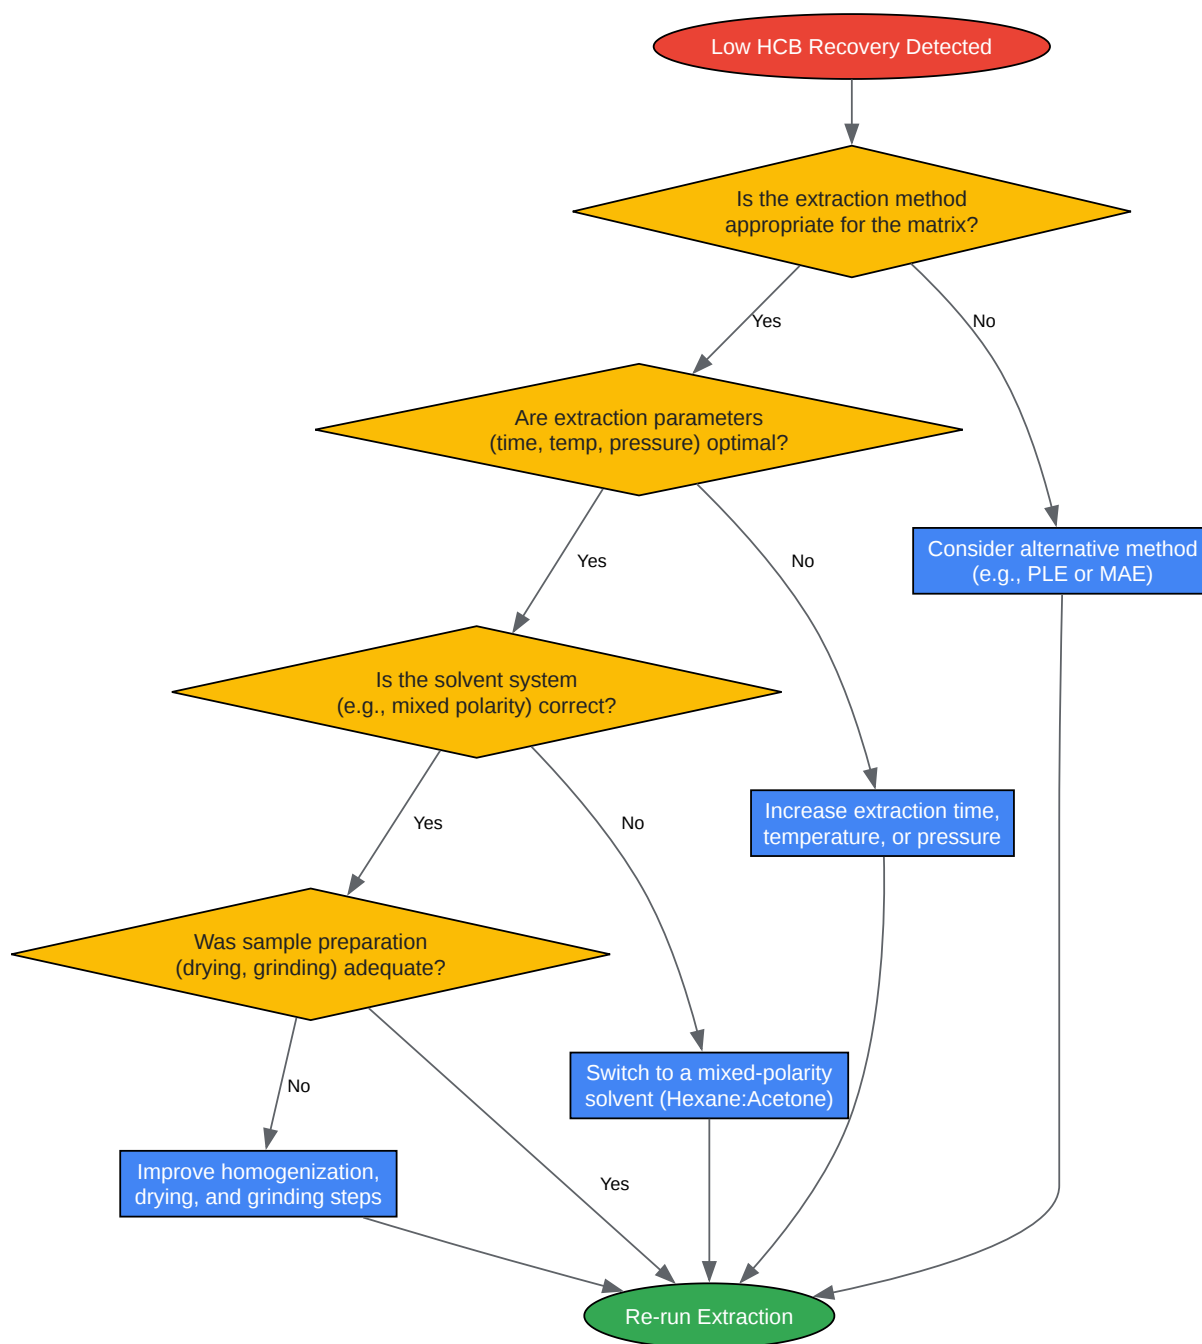 Low HCB Recovery Detected
Is the extraction method
appropriate for the matrix?
Yes
No
Are extraction parameters
(time, temp, pressure) optimal?
Consider alternative method
(e.g., PLE or MAE)
Yes
No
Is the solvent system
(e.g., mixed polarity) correct?
Increase extraction time,
temperature, or pressure
Yes
No
Was sample preparation
(drying, grinding) adequate?
Switch to a mixed-polarity
solvent (Hexane:Acetone)
No
Yes
Improve homogenization,
drying, and grinding steps
Re-run Extraction